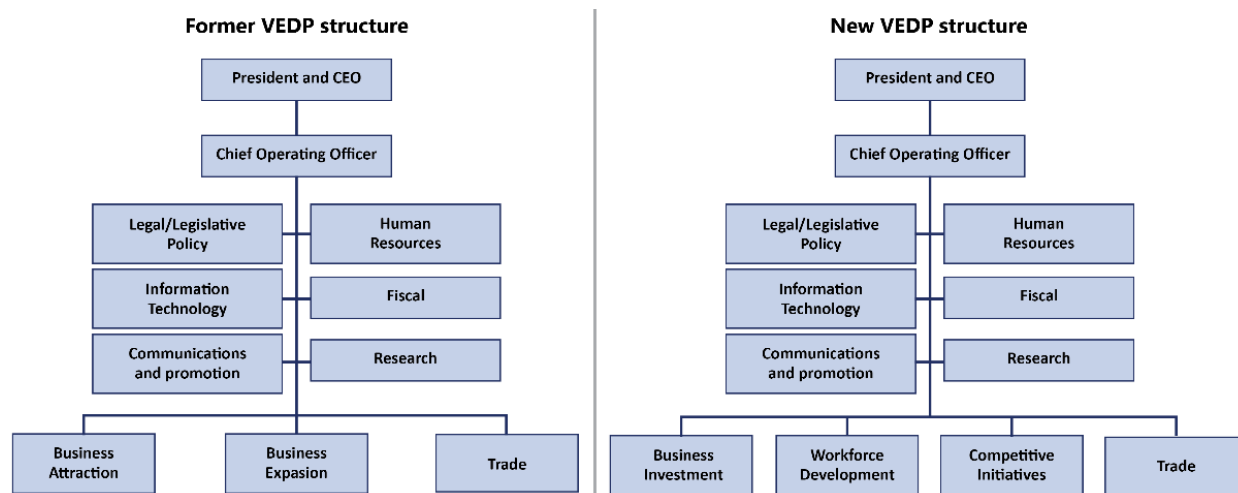 Former VEDP structure
President and CEO
Chief Operating Officer
Legal/Legislative
Policy
Human
Resources
Information
Technology
Fiscal
Communications
and promotion
Research
Business
Attraction
Business
Expasion
Trade
New VEDP structure
President and CEO
Chief Operating Officer
Legal/Legislative
Policy
Human
Resources
Information
Technology
Fiscal
Communications
and promotion
Research
Business
Investment
Workforce
Development
Competitive
Initiatives
Trade